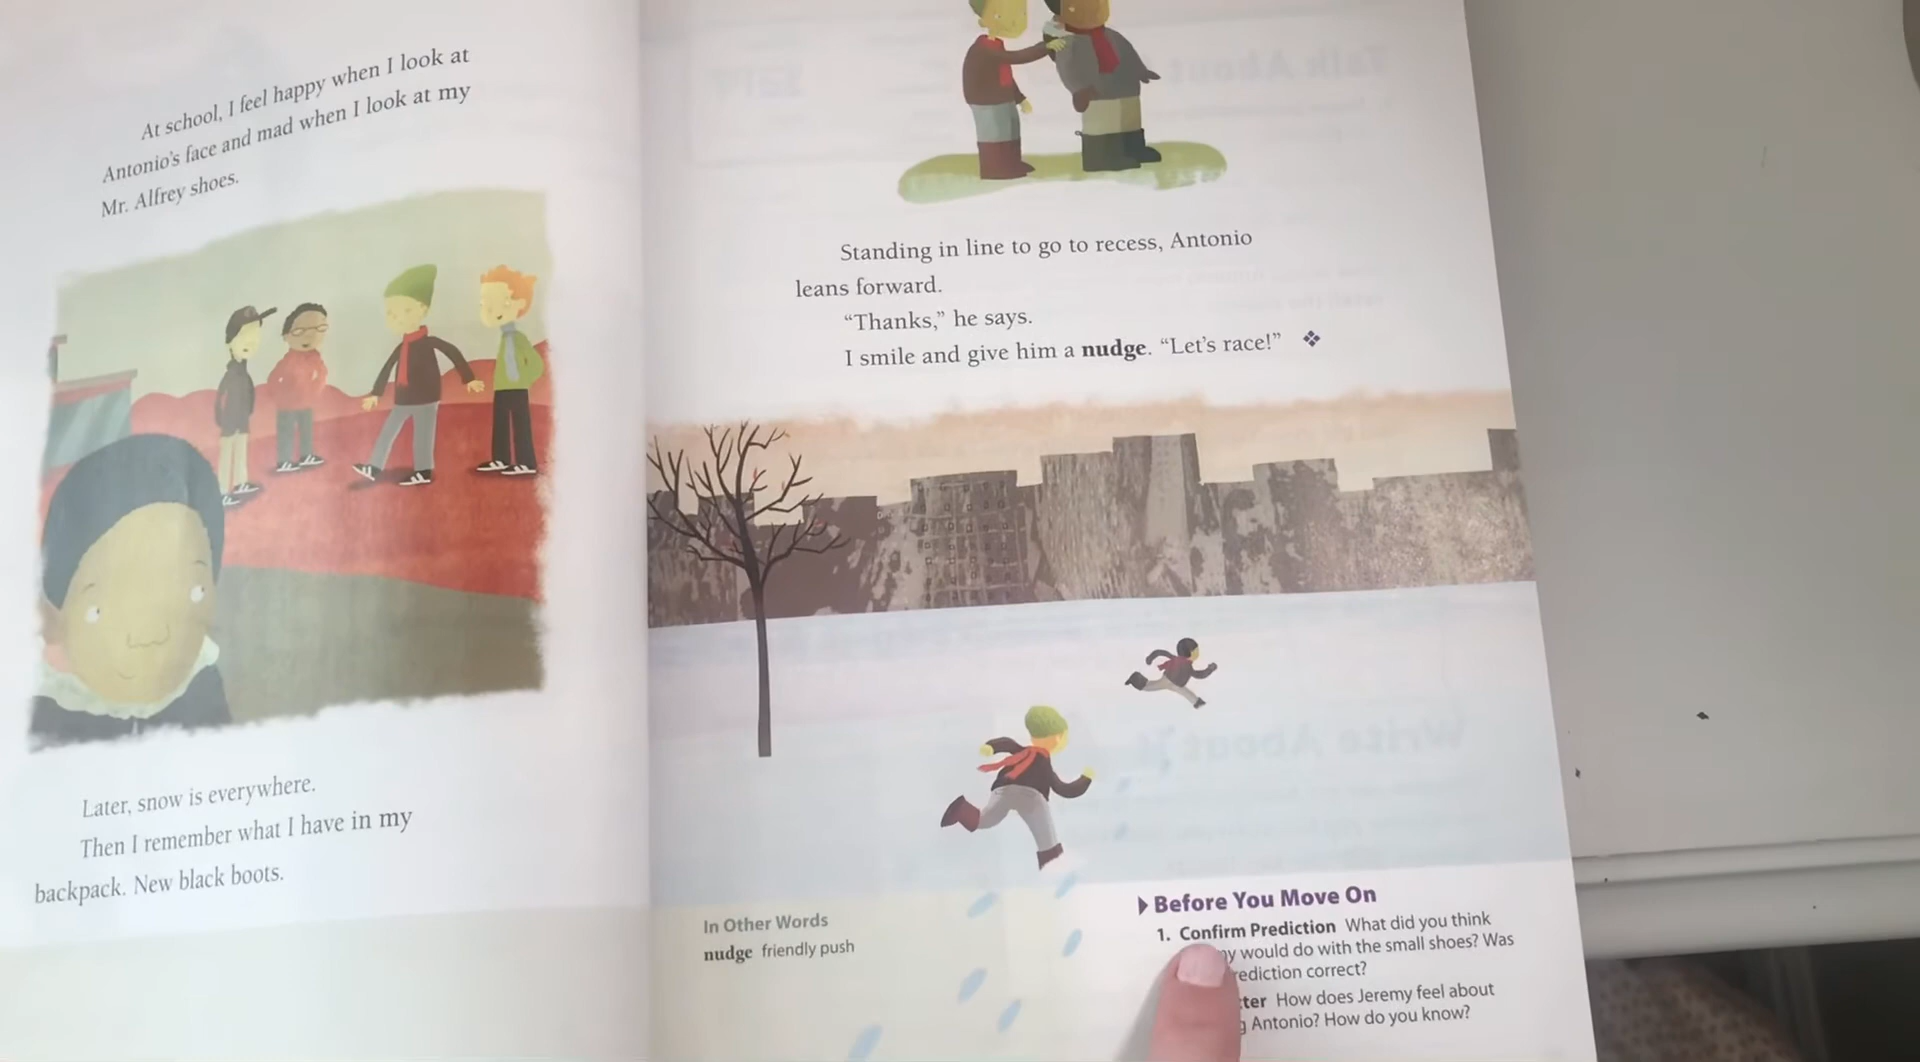 At school, I feel happy when I look at
Antonio's face and mad when I look at my
Mr. Alfrey shoes.
Later, snow is everywhere.
Then I remember what I have in my
backpack. New black boots.
Standing in line to go to recess, Antonio
leans forward.
“Thanks,” he says.
I smile and give him a nudge. “Let's race!” ❖
In Other Words
nudge friendly push
Before You Move On
1. Confirm Prediction What did you think
would do with the small shoes? Was
correct?
How does Jeremy feel about
Antonio? How do you know?